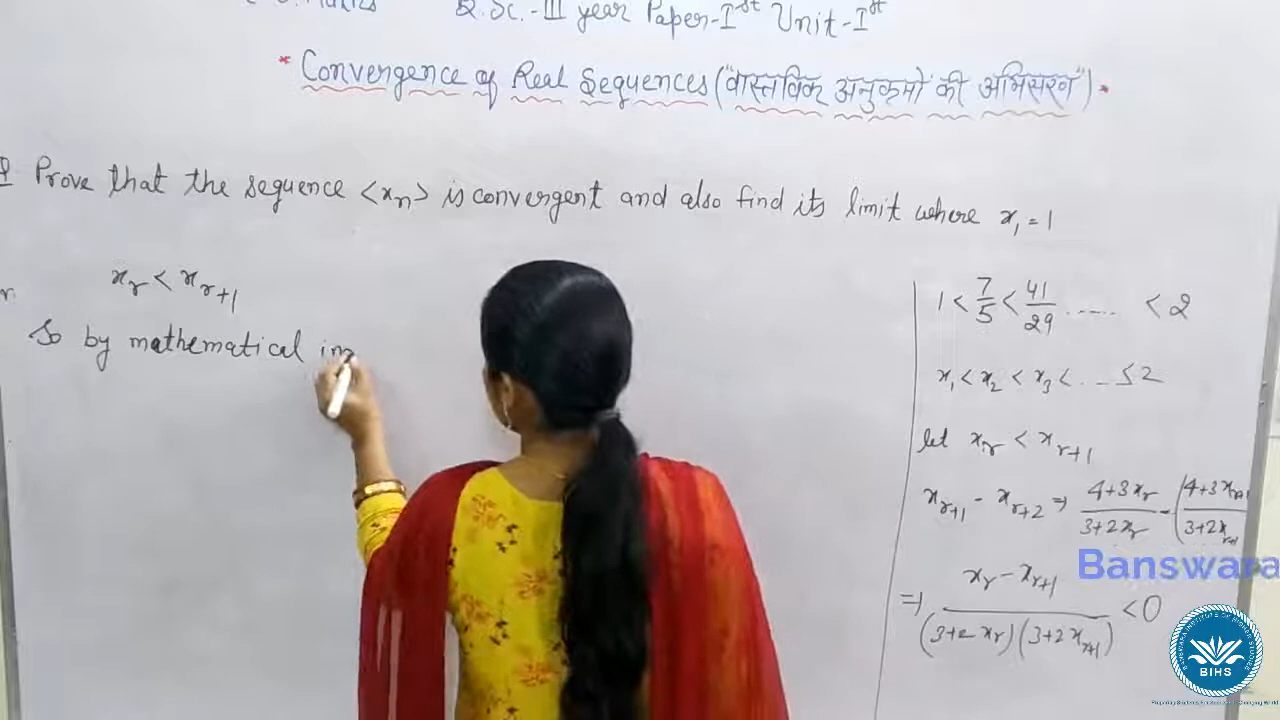 B.Sc.-III year Paper-Ist Unit-Ist
* Convergence of Real Sequences ("वास्तविक अनुक्रमों की अभिसरण") *
Prove that the sequence <xn> is convergent and also find its limit where x1 = 1
xr < xr+1
So by mathematical in
1 < 7/5 < 41/29 ...... < 2
x1 < x2 < x3 < .... ≤ 2
let xr < xr+1
xr+1 - xr+2 ⇒ (4+3xr)/(3+2xr) - (4+3xr+1)/(3+2xr+1)
⇒ (xr - xr+1)/((3+2xr)(3+2xr+1)) < 0
Banswara
BIHS